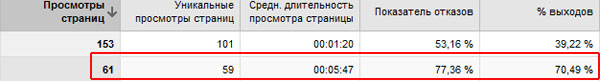 Просмотры страниц Уникальные просмотры страниц Средн. длительность просмотра страницы Показатель отказов % выходов
153 101 00:01:20 53,16 % 39,22 %
61 59 00:05:47 77,36 % 70,49 %